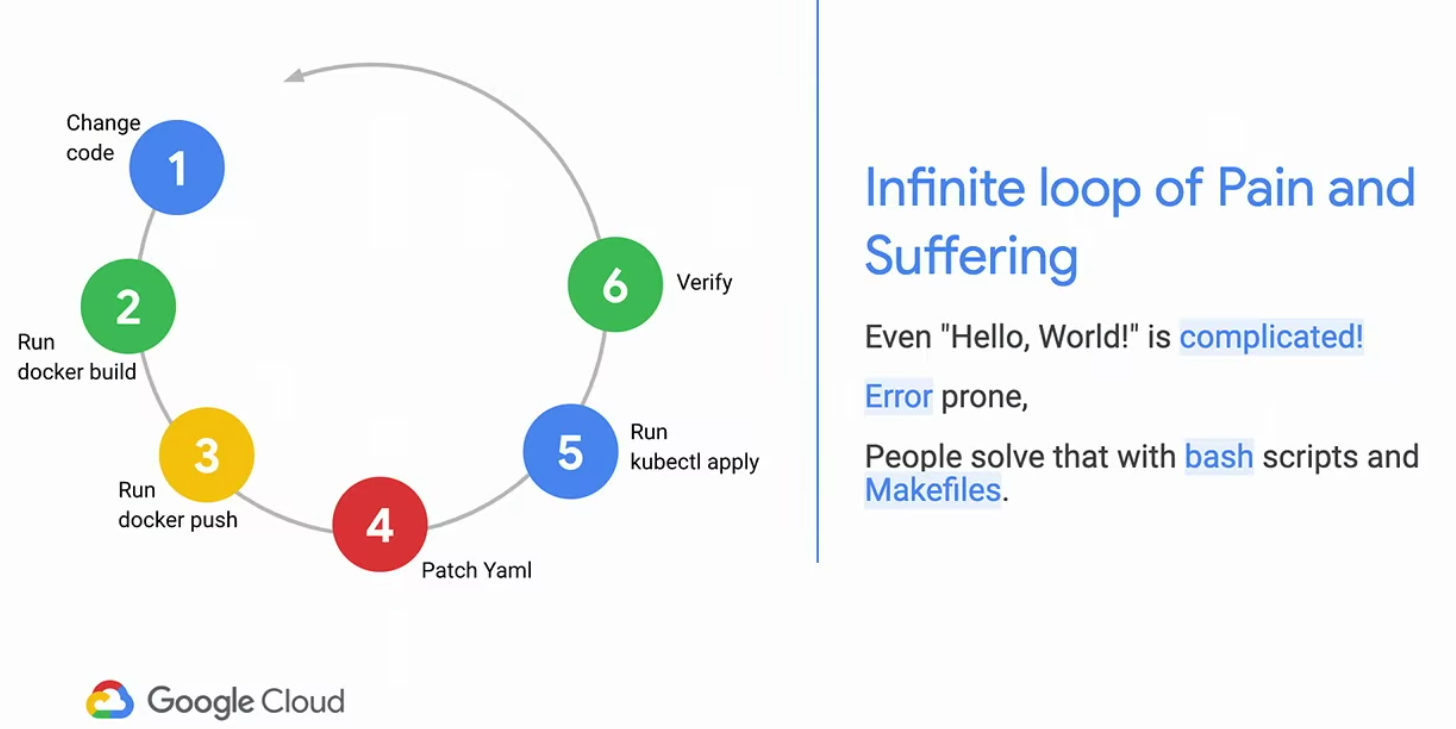 Change
code
1
2
Run
docker build
3
Run
docker push
4
Patch Yaml
5
Run
kubectl apply
6
Verify
Infinite loop of Pain and
Suffering
Even "Hello, World!" is complicated!
Error prone,
People solve that with bash scripts and
Makefiles.
Google Cloud